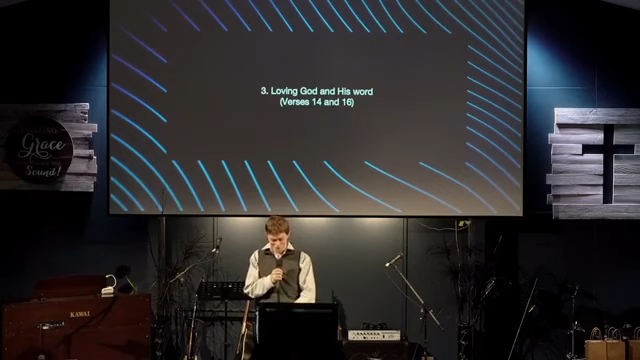 3. Loving God and His word
(Verses 14 and 16)
Grace
Sound!
KAWAI